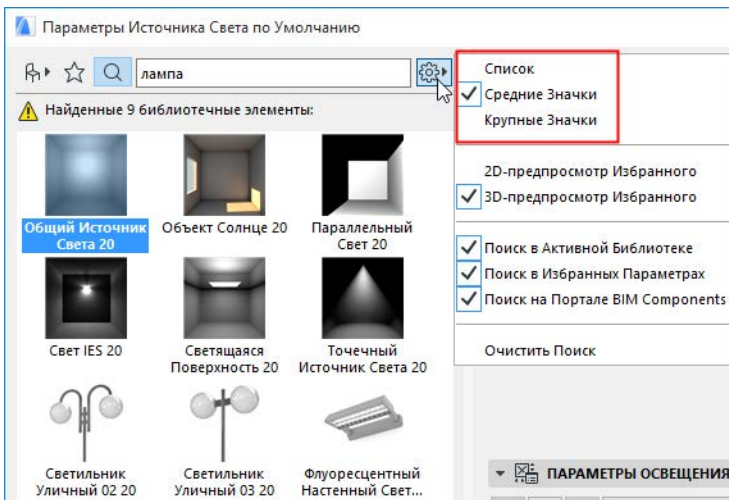 Параметры Источника Света по Умолчанию
лампа
Найденные 9 библиотечные элементы:
Общий Источник
Света 20
Объект Солнце 20
Параллельный
Свет 20
Свет IES 20
Светящаяся
Поверхность 20
Точечный
Источник Света 20
Светильник
Уличный 02 20
Светильник
Уличный 03 20
Флуоресцентный
Настенный Свет...
Список
Средние Значки
Крупные Значки
2D-предпросмотр Избранного
3D-предпросмотр Избранного
Поиск в Активной Библиотеке
Поиск в Избранных Параметрах
Поиск на Портале BIM Components
Очистить Поиск
ПАРАМЕТРЫ ОСВЕЩЕНИЯ